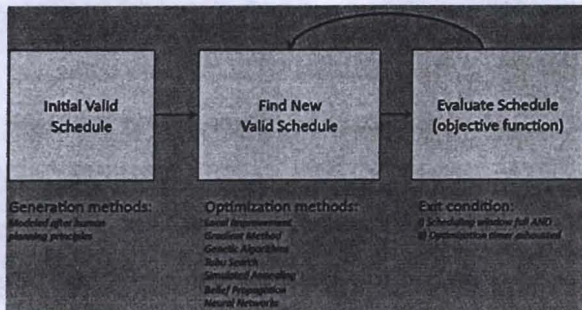 Initial Valid
Schedule
Find New
Valid Schedule
Evaluate Schedule
(objective function)
Generation methods:
Modeled after human
planning principles
Optimization methods:
Local Improvement
Gradient Method
Genetic Algorithms
Tabu Search
Simulated Annealing
Belief Propagation
Neural Networks
Exit condition:
i) Scheduling window full AND
ii) Optimization timer exhausted